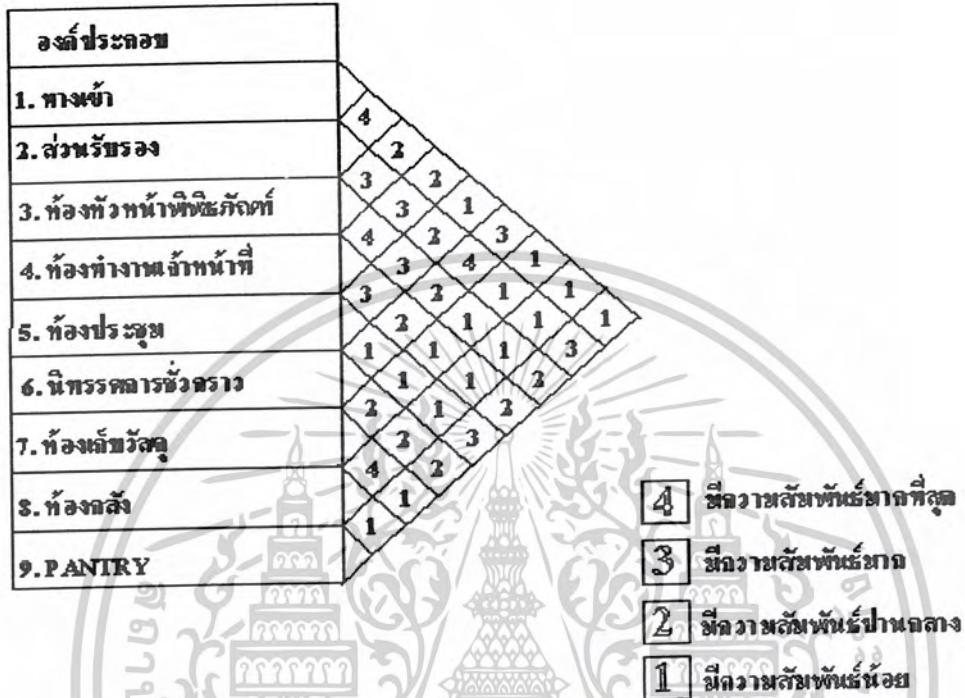 องค์ประกอบ
1. ทางเข้า
4
2. ส่วนรับรอง
2
3 2
3. ห้องหัวหน้าพิพิธภัณฑ์
3 1
4 2 3
4. ห้องทำงานเจ้าหน้าที่
3 4 1
3 2 1 1
5. ห้องประชุม
2 1 1 1
1 1 1 3
6. นิทรรศการชั่วคราว
1 1 2
2 1 2
7. ห้องเก็บวัสดุ
2 3
4 2
8. ห้องคลัง
1
1
9. PANTRY
4 มีความสัมพันธ์มากที่สุด
3 มีความสัมพันธ์มาก
2 มีความสัมพันธ์ปานกลาง
1 มีความสัมพันธ์น้อย